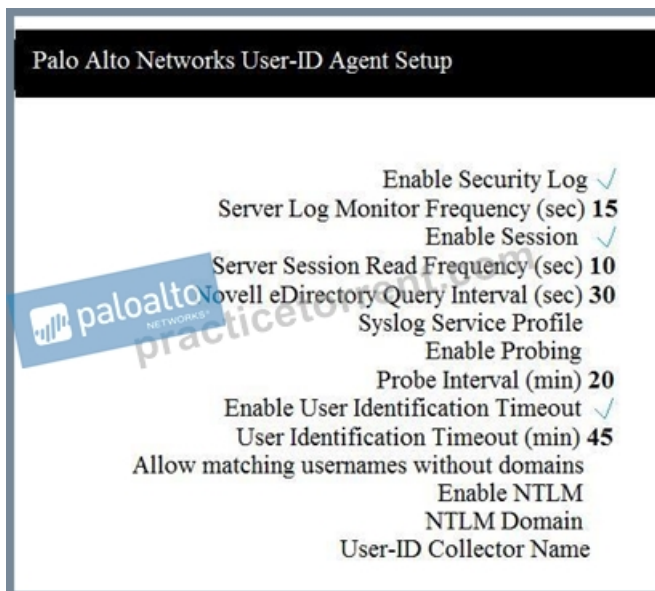 Palo Alto Networks User-ID Agent Setup
Enable Security Log ✓
Server Log Monitor Frequency (sec) 15
Enable Session ✓
Server Session Read Frequency (sec) 10
Novell eDirectory Query Interval (sec) 30
Syslog Service Profile
Enable Probing
Probe Interval (min) 20
Enable User Identification Timeout ✓
User Identification Timeout (min) 45
Allow matching usernames without domains
Enable NTLM
NTLM Domain
User-ID Collector Name
paloalto
NETWORKS
practicetorrent.com